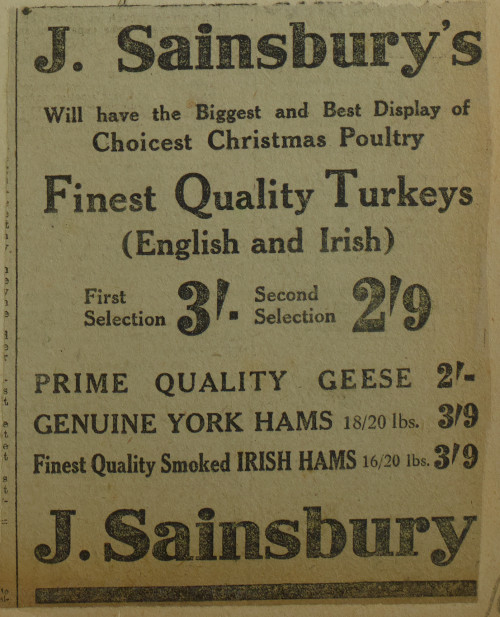 J. Sainsbury's
Will have the Biggest and Best Display of
Choicest Christmas Poultry
Finest Quality Turkeys
(English and Irish)
First Selection 3/- Second Selection 2/9
PRIME QUALITY GEESE 2/-
GENUINE YORK HAMS 18/20 lbs. 3/9
Finest Quality Smoked IRISH HAMS 16/20 lbs. 3/9
J. Sainsbury